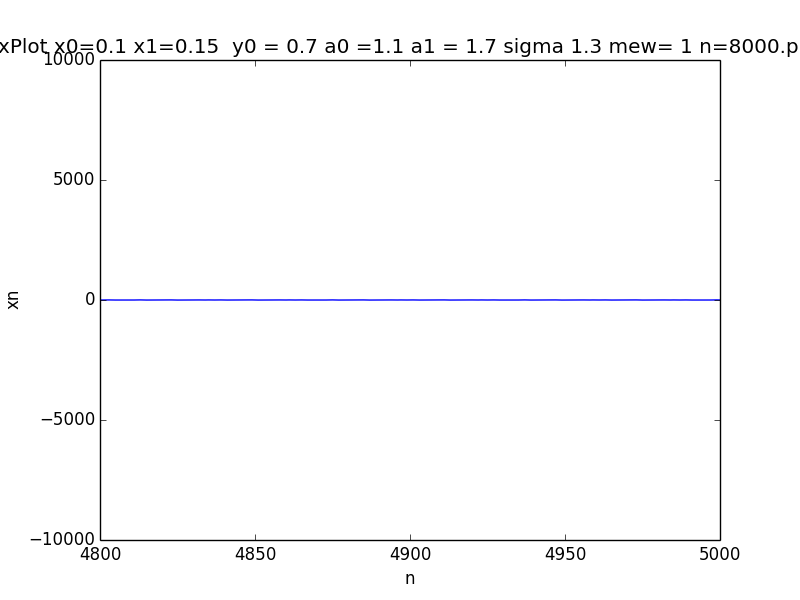 xPlot x0=0.1 x1=0.15  y0 = 0.7 a0 =1.1 a1 = 1.7 sigma 1.3 mew= 1 n=8000.p
10000
5000
0
−5000
−10000
xn
4800 4850 4900 4950 5000
n